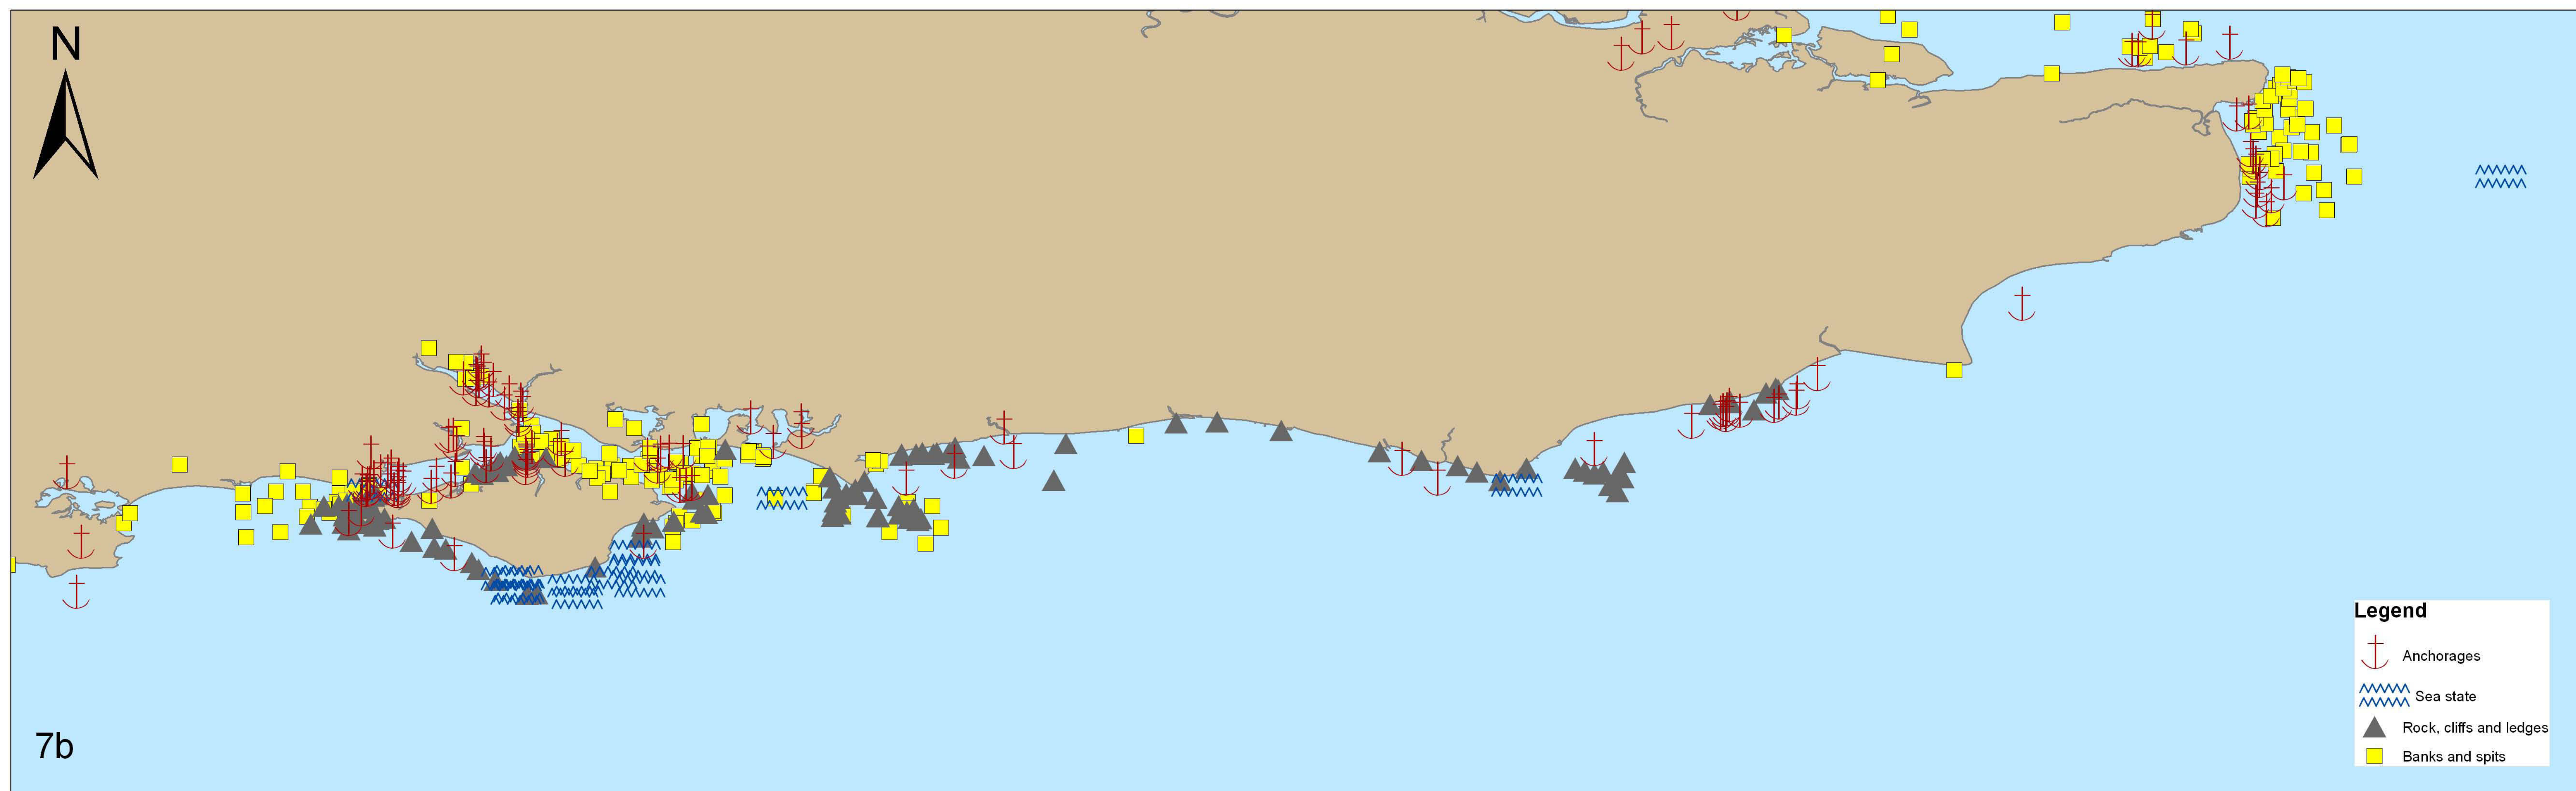 N
Legend
Anchorages
Sea state
Rock, cliffs and ledges
Banks and spits
7b